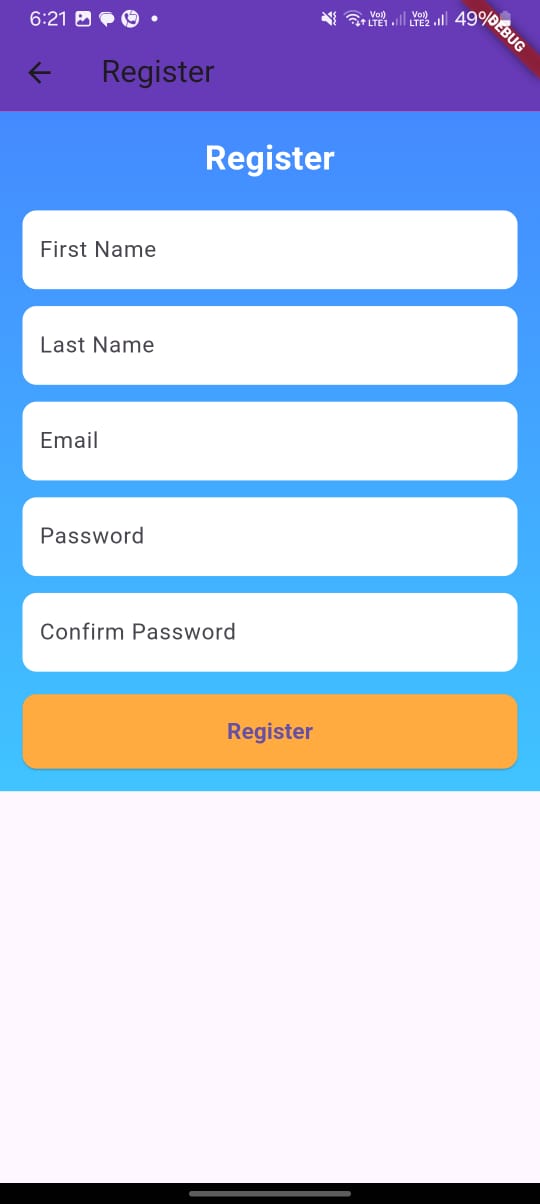 6:21 Vo)) LTE1 Vo)) LTE2 49%
DEBUG
Register
Register
First Name
Last Name
Email
Password
Confirm Password
Register